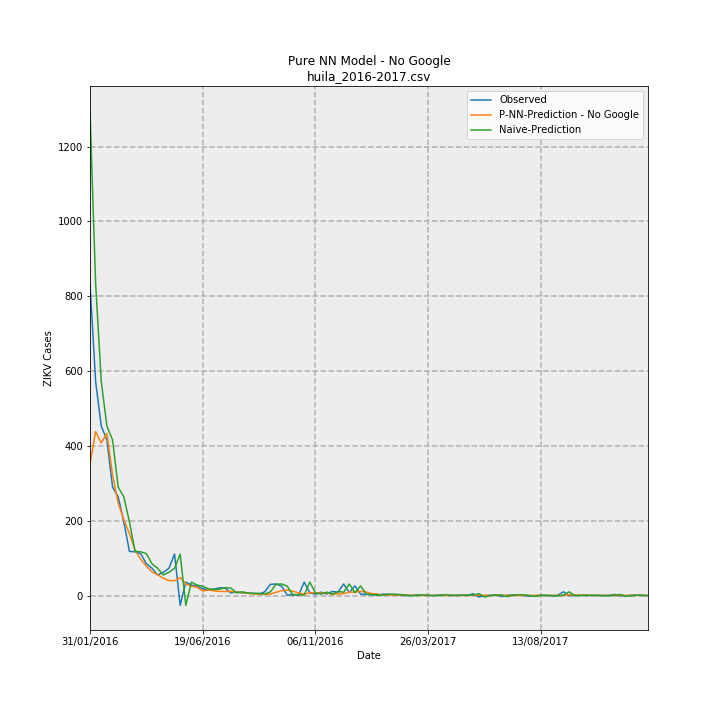 Pure NN Model - No Google
huila_2016-2017.csv
Observed
P-NN-Prediction - No Google
Naive-Prediction
ZIKV Cases
1200
1000
800
600
400
200
0
31/01/2016
19/06/2016
06/11/2016
26/03/2017
13/08/2017
Date